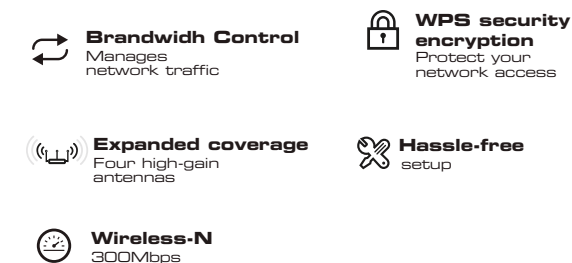 Brandwidh Control
Manages
network traffic
WPS security
encryption
Protect your
network access
Expanded coverage
Four high-gain
antennas
Hassle-free
setup
Wireless-N
300Mbps